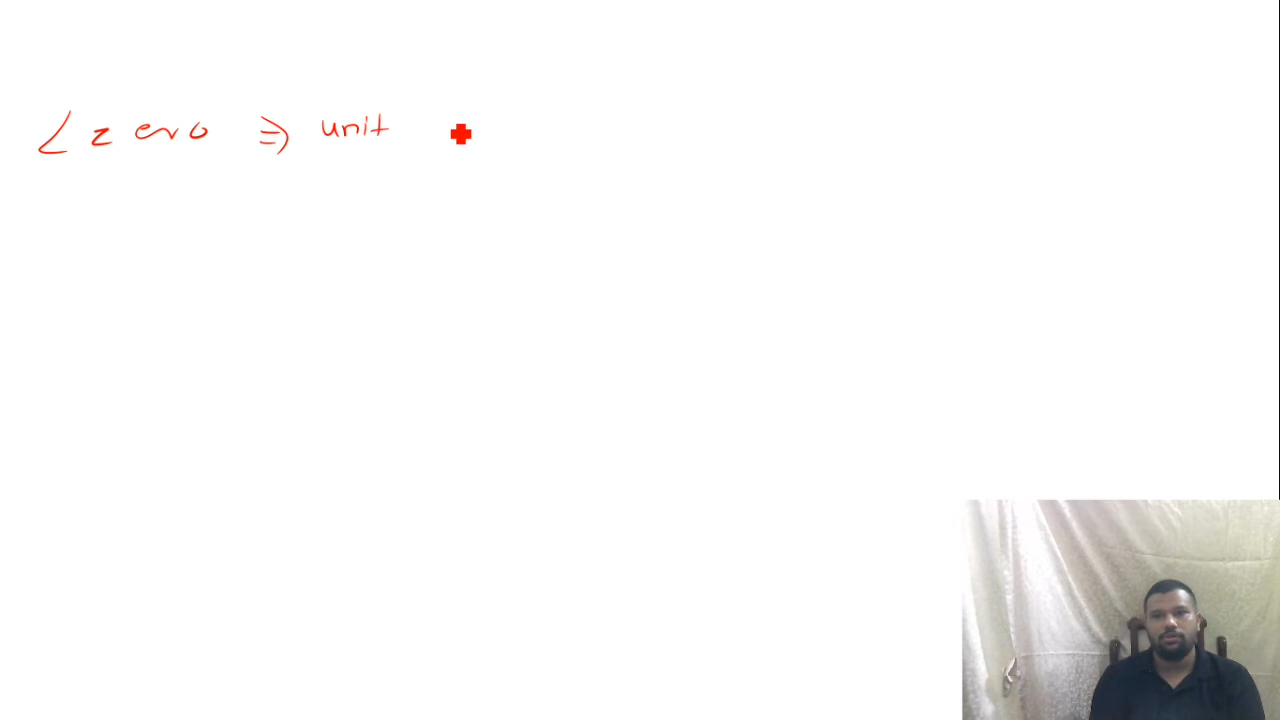 ∠ zero ⇒ unit